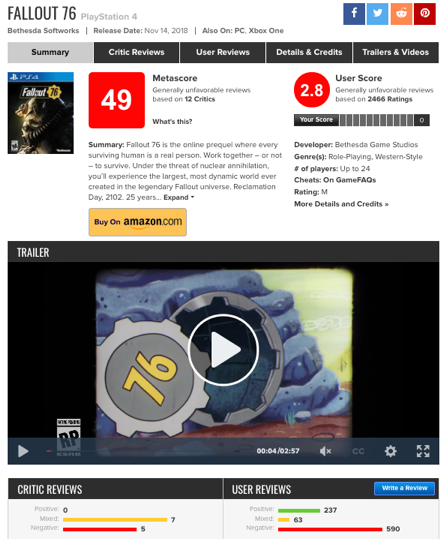 FALLOUT 76 PlayStation 4
Bethesda Softworks | Release Date: Nov 14, 2018 | Also On: PC, Xbox One
Summary Critic Reviews User Reviews Details & Credits Trailers & Videos
PS4
Fallout 76
Metascore
49
Generally unfavorable reviews
based on 12 Critics
What's this?
Summary: Fallout 76 is the online prequel where every
surviving human is a real person. Work together – or not
– to survive. Under the threat of nuclear annihilation,
you'll experience the largest, most dynamic world ever
created in the legendary Fallout universe. Reclamation
Day, 2102. 25 years... Expand
Buy On amazon.com
User Score
2.8
Generally unfavorable reviews
based on 2466 Ratings
Your Score 0
Developer: Bethesda Game Studios
Genre(s): Role-Playing, Western-Style
# of players: Up to 24
Cheats: On GameFAQs
Rating: M
More Details and Credits »
TRAILER
76
RP
00:04/02:57
CC
CRITIC REVIEWS
Positive: 0
Mixed: 7
Negative: 5
USER REVIEWS
Write a Review
Positive: 237
Mixed: 63
Negative: 590